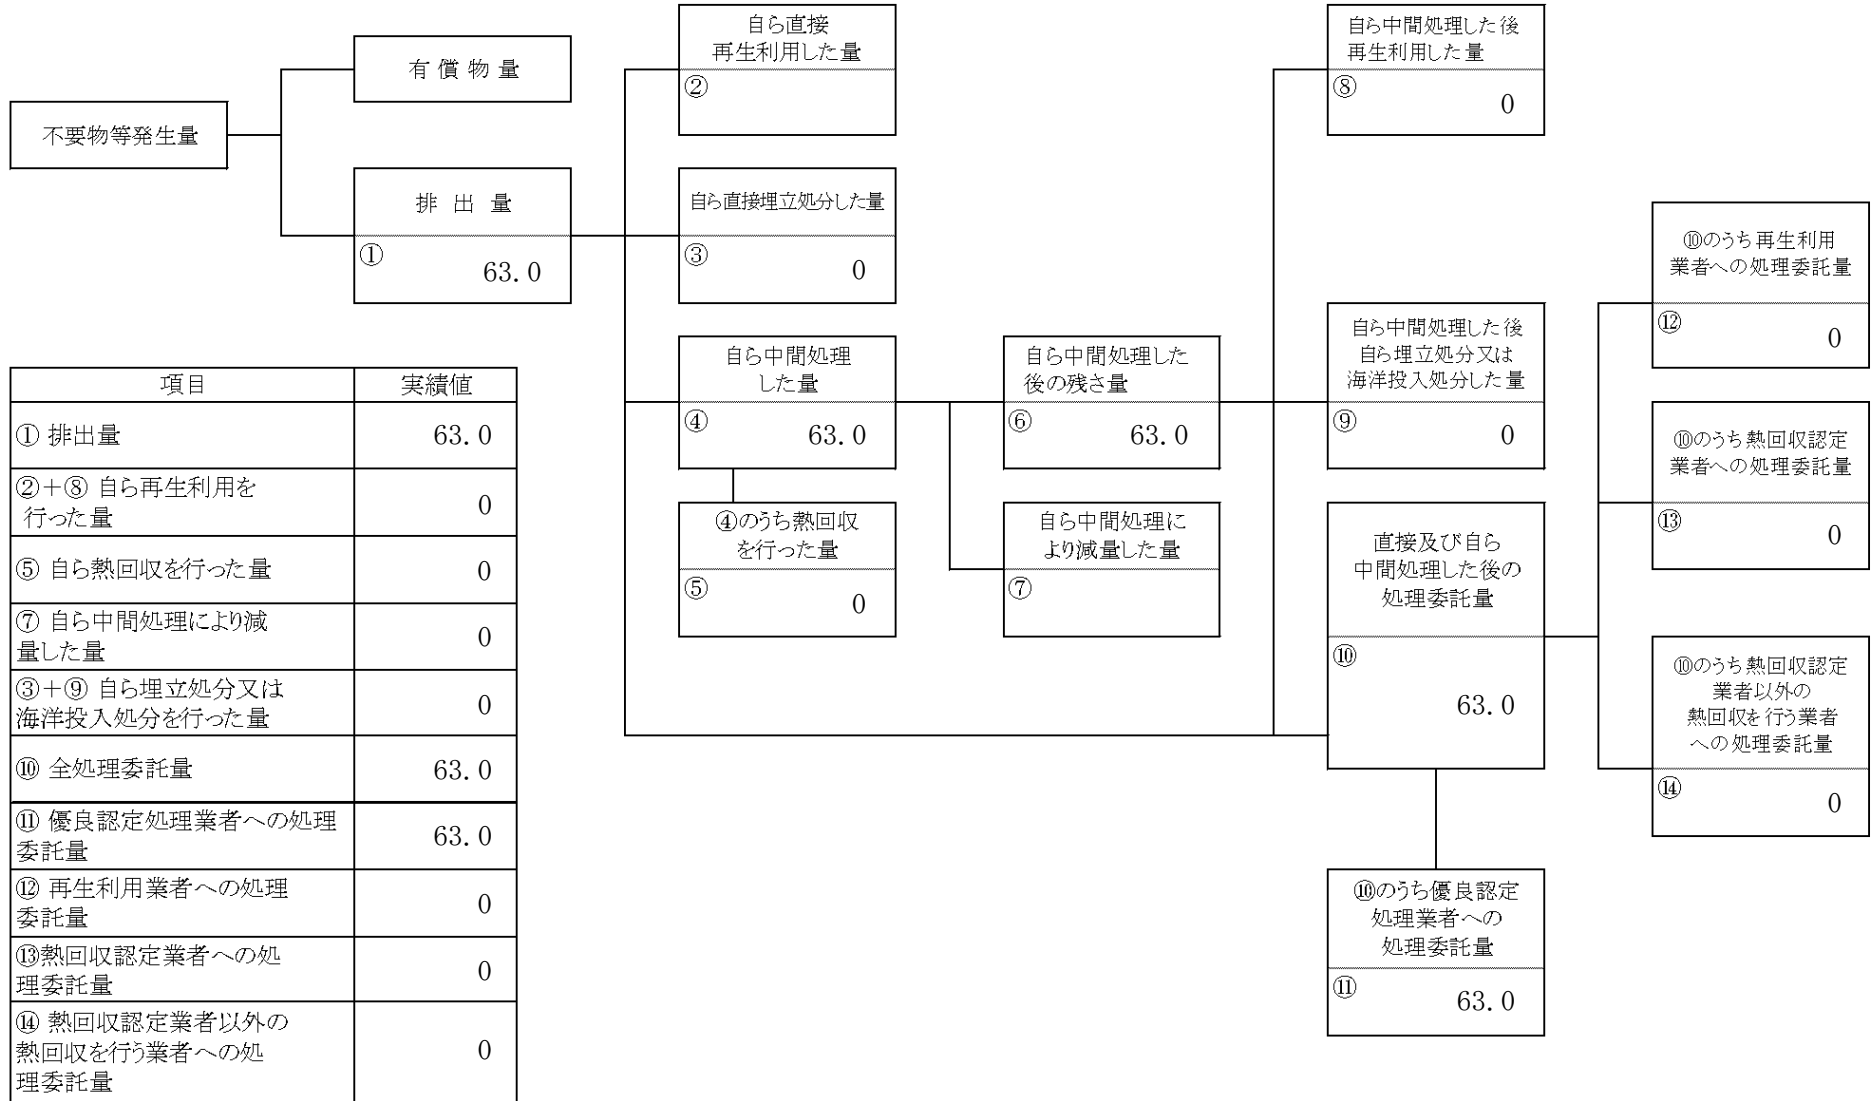 自ら直接
再生利用した量
②
自ら中間処理した後
再生利用した量
⑧
0
有 償 物 量
不要物等発生量
排 出 量
①
63.0
自ら直接埋立処分した量
③
0
⑩のうち再生利用
業者への処理委託量
⑫
0
自ら中間処理
した量
④
63.0
自ら中間処理した
後の残さ量
⑥
63.0
自ら中間処理した後
自ら埋立処分又は
海洋投入処分した量
⑨
0
⑩のうち熱回収認定
業者への処理委託量
⑬
0
④のうち熱回収
を行った量
⑤
0
自ら中間処理に
より減量した量
⑦
直接及び自ら
中間処理した後の
処理委託量
⑩
63.0
⑩のうち熱回収認定
業者以外の
熱回収を行う業者
への処理委託量
⑭
0
⑩のうち優良認定
処理業者への
処理委託量
⑪
63.0
項目 実績値
① 排出量 63.0
②+⑧ 自ら再生利用を
行った量 0
⑤ 自ら熱回収を行った量 0
⑦ 自ら中間処理により減
量した量 0
③+⑨ 自ら埋立処分又は
海洋投入処分を行った量 0
⑩ 全処理委託量 63.0
⑪ 優良認定処理業者への処理
委託量 63.0
⑫ 再生利用業者への処理
委託量 0
⑬熱回収認定業者への処
理委託量 0
⑭ 熱回収認定業者以外の
熱回収を行う業者への処
理委託量 0